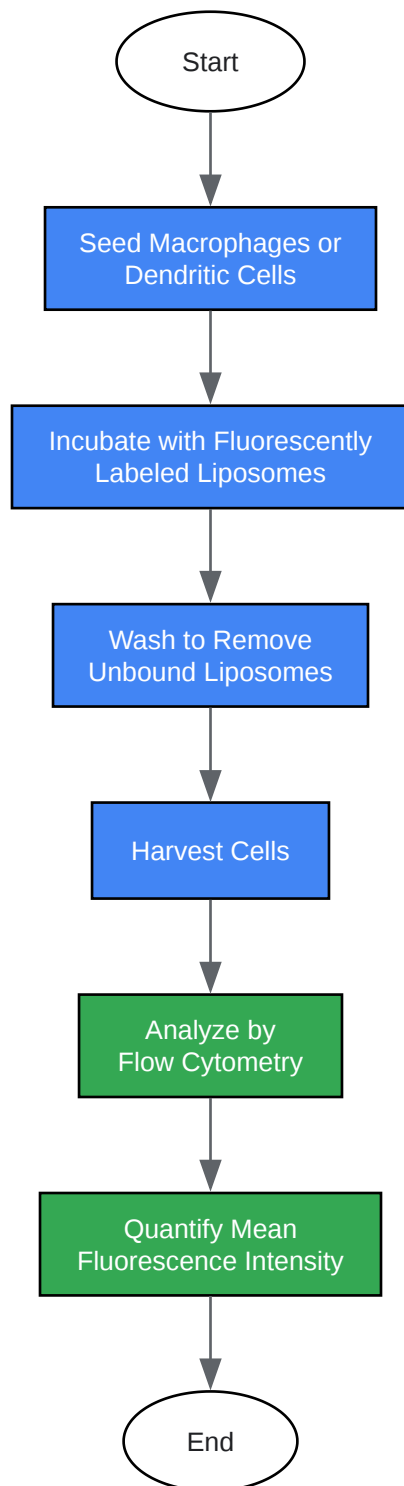 Start
Seed Macrophages or
Dendritic Cells
Incubate with Fluorescently
Labeled Liposomes
Wash to Remove
Unbound Liposomes
Harvest Cells
Analyze by
Flow Cytometry
Quantify Mean
Fluorescence Intensity
End